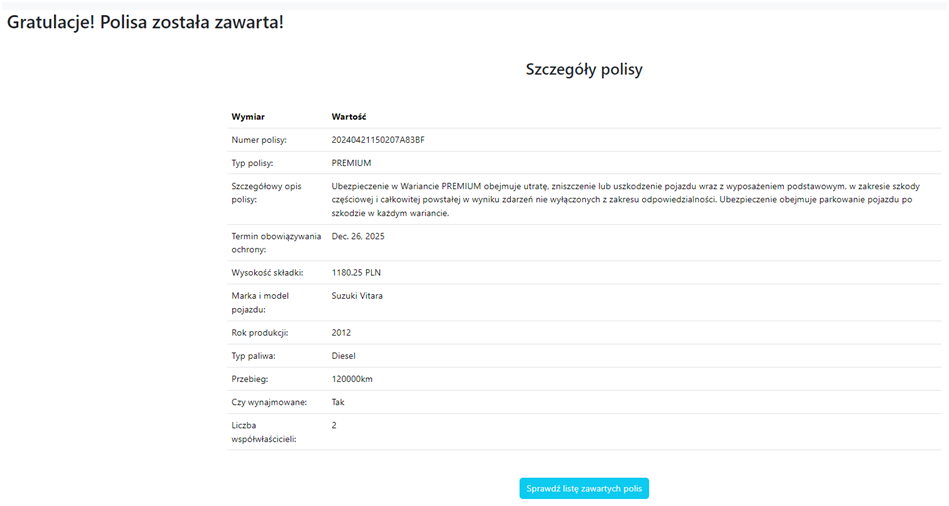 Gratulacje! Polisa została zawarta!
Szczegóły polisy
Wymiar Wartość
Numer polisy: 20240421150207A83BF
Typ polisy: PREMIUM
Szczegółowy opis polisy: Ubezpieczenie w Wariancie PREMIUM obejmuje utratę, zniszczenie lub uszkodzenie pojazdu wraz z wyposażeniem podstawowym, w zakresie szkody
częściowej i całkowitej powstałej w wyniku zdarzeń nie wyłączonych z zakresu odpowiedzialności. Ubezpieczenie obejmuje parkowanie pojazdu po
szkodzie w każdym wariancie.
Termin obowiązywania ochrony: Dec. 26, 2025
Wysokość składki: 1180,25 PLN
Marka i model pojazdu: Suzuki Vitara
Rok produkcji: 2012
Typ paliwa: Diesel
Przebieg: 120000km
Czy wynajmowane: Tak
Liczba współwłaścicieli: 2
Sprawdź listę zawartych polis